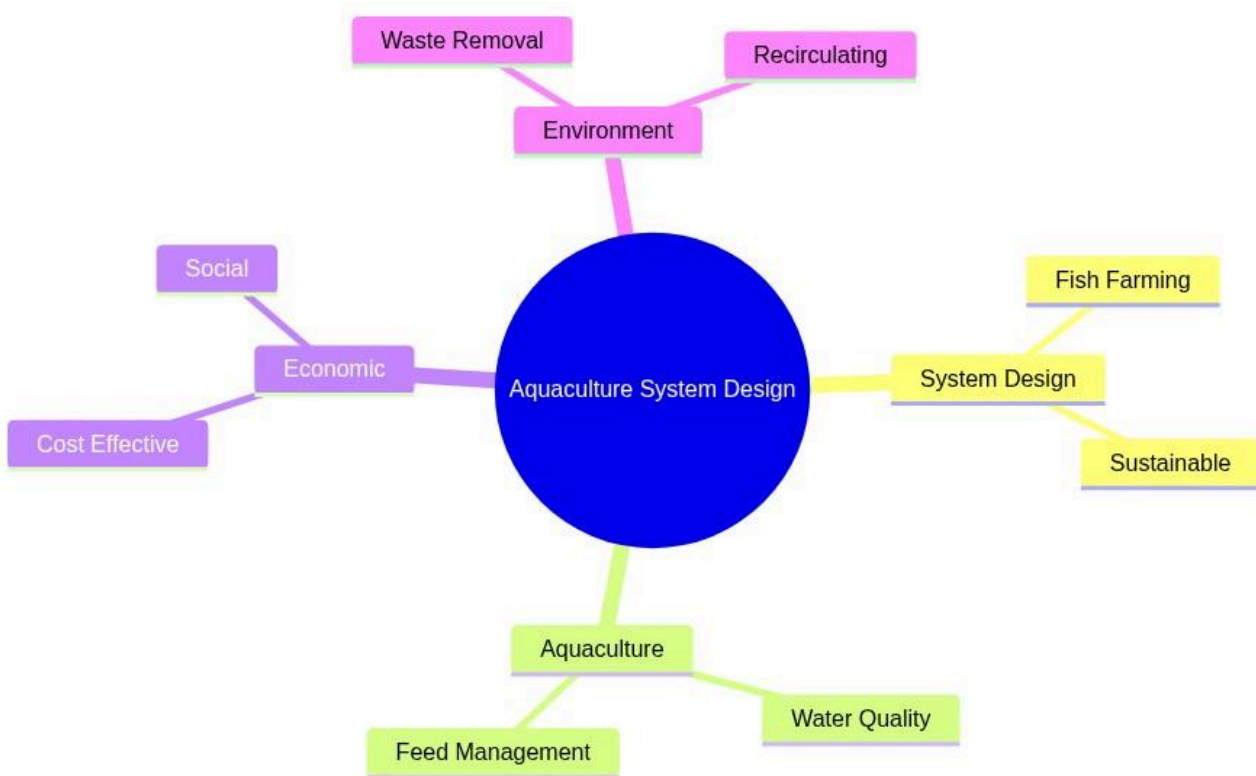 Waste Removal
Recirculating
Environment
Social
Fish Farming
Economic
System Design
Aquaculture System Design
Cost Effective
Sustainable
Aquaculture
Water Quality
Feed Management